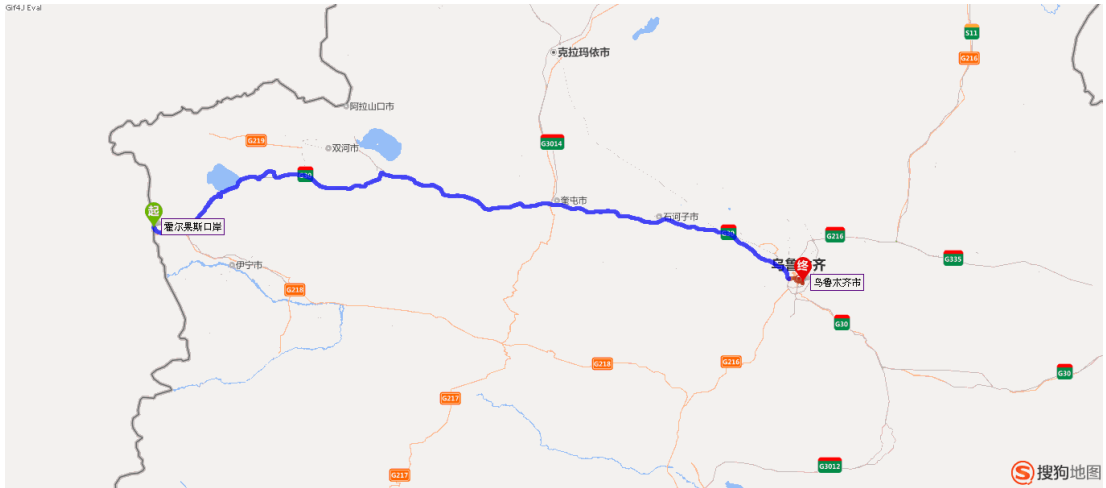 Gif4J Eval
S11
克拉玛依市
G216
阿拉山口市
G219
G3014
双河市
奎屯市
起
霍尔果斯口岸
石河子市
G216
G335
伊宁市
乌鲁
齐
终
乌鲁木齐市
G218
G30
G218
G216
G30
G217
G217
G3012
搜狗地图